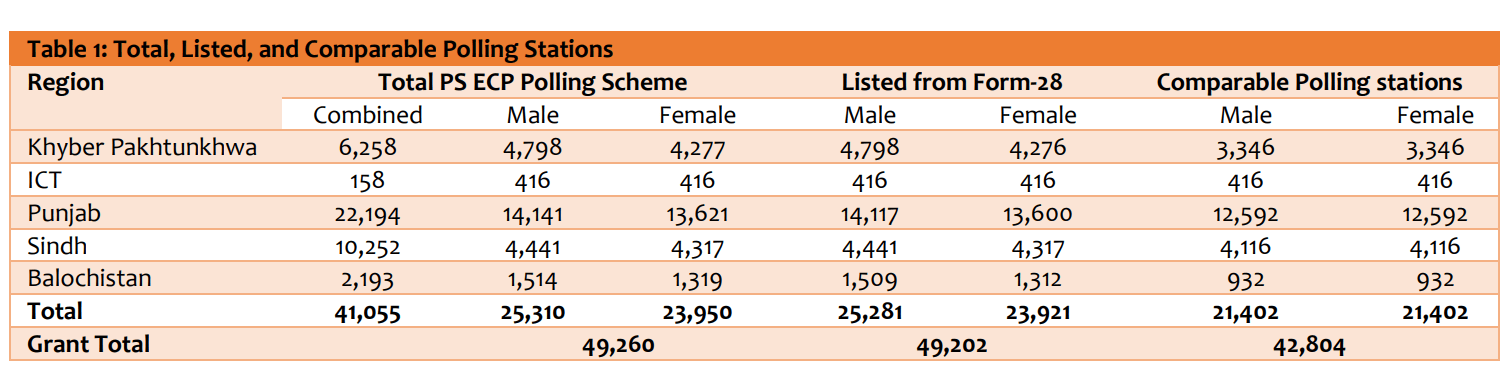 Table 1: Total, Listed, and Comparable Polling Stations
Region Total PS ECP Polling Scheme Listed from Form-28 Comparable Polling stations
Combined Male Female Male Female Male Female
Khyber Pakhtunkhwa 6,258 4,798 4,277 4,798 4,276 3,346 3,346
ICT 158 416 416 416 416 416 416
Punjab 22,194 14,141 13,621 14,117 13,600 12,592 12,592
Sindh 10,252 4,441 4,317 4,441 4,317 4,116 4,116
Balochistan 2,193 1,514 1,319 1,509 1,312 932 932
Total 41,055 25,310 23,950 25,281 23,921 21,402 21,402
Grant Total 49,260 49,202 42,804